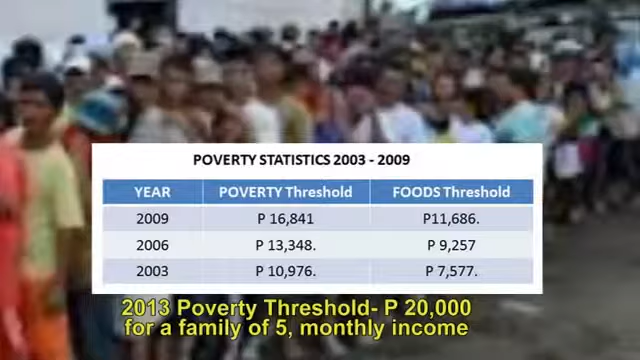 POVERTY STATISTICS 2003 - 2009
YEAR POVERTY Threshold FOODS Threshold
2009 P 16,841 P11,686.
2006 P 13,348. P 9,257
2003 P 10,976. P 7,577.
2013 Poverty Threshold- P 20,000
for a family of 5, monthly income